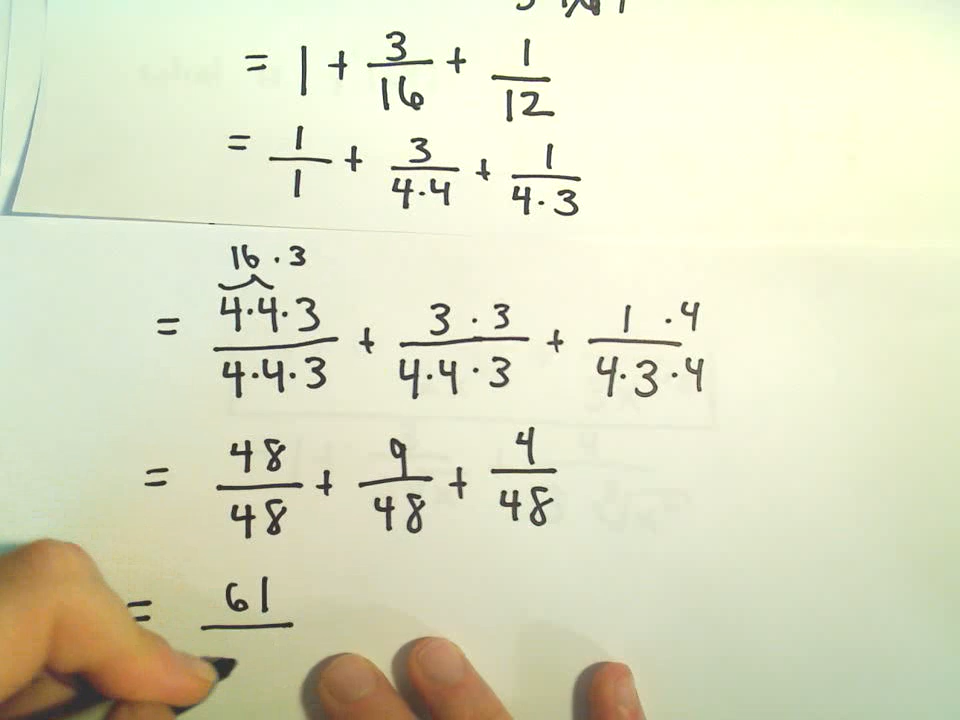 = 1 + 3/16 + 1/12
= 1/1 + 3/4·4 + 1/4·3
16 · 3
= 4·4·3/4·4·3 + 3 · 3/4·4·3 + 1 · 4/4·3·4
= 48/48 + 9/48 + 4/48
= 61